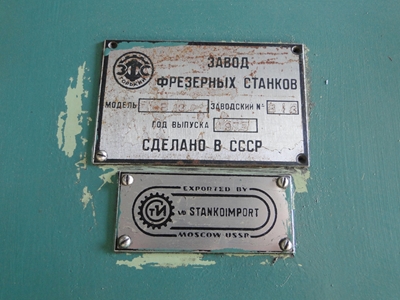 ЗАВОД
ФРЕЗЕРНЫХ СТАНКОВ
МОДЕЛЬ ЗАВОДСКИЙ №
ГОД ВЫПУСКА
СДЕЛАНО В СССР
EXPORTED BY
V/O STANKOIMPORT
MOSCOW USSR